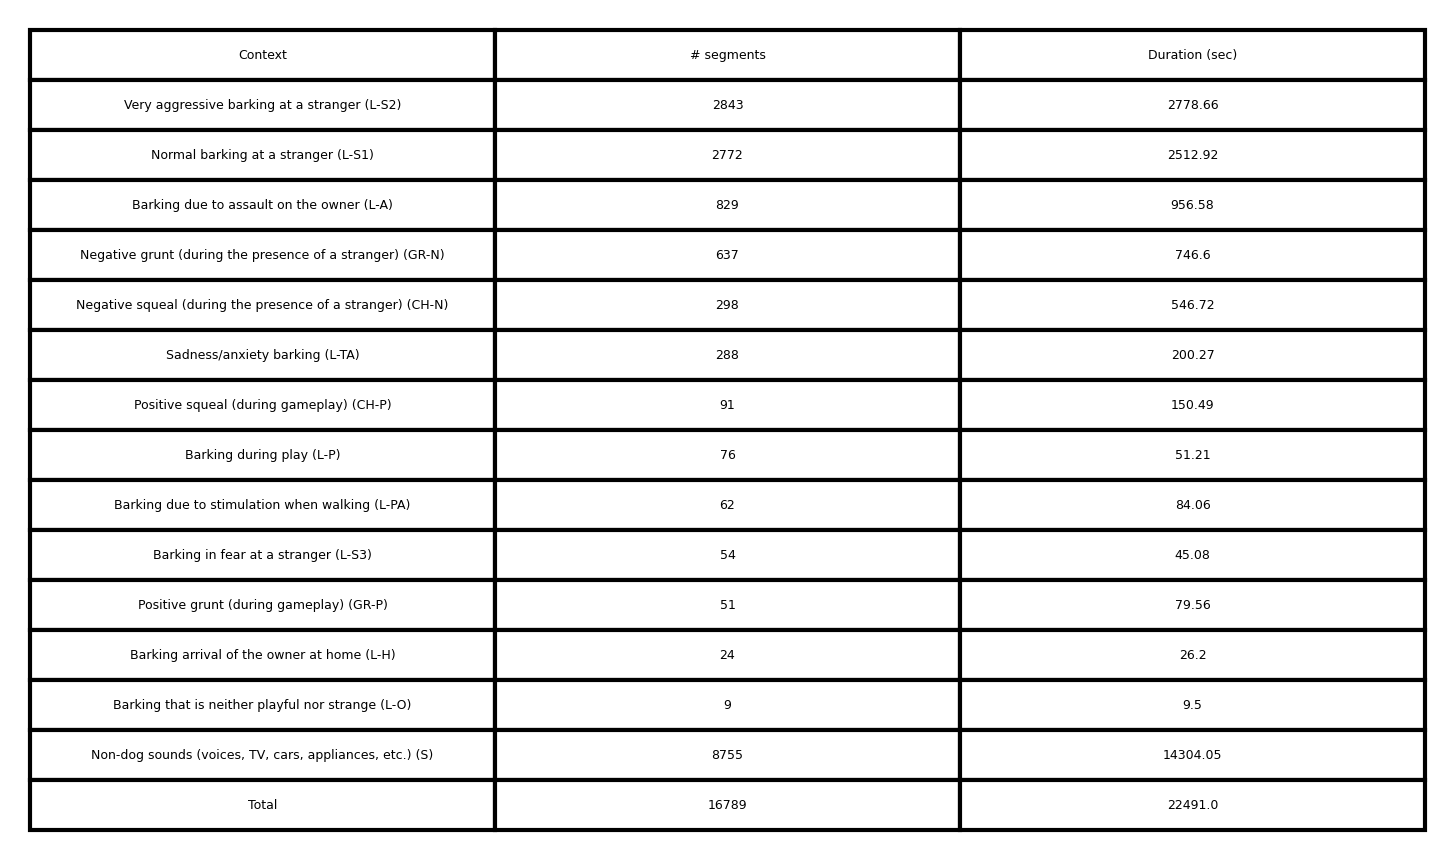 Context # segments Duration (sec)
Very aggressive barking at a stranger (L-S2) 2843 2778.66
Normal barking at a stranger (L-S1) 2772 2512.92
Barking due to assault on the owner (L-A) 829 956.58
Negative grunt (during the presence of a stranger) (GR-N) 637 746.6
Negative squeal (during the presence of a stranger) (CH-N) 298 546.72
Sadness/anxiety barking (L-TA) 288 200.27
Positive squeal (during gameplay) (CH-P) 91 150.49
Barking during play (L-P) 76 51.21
Barking due to stimulation when walking (L-PA) 62 84.06
Barking in fear at a stranger (L-S3) 54 45.08
Positive grunt (during gameplay) (GR-P) 51 79.56
Barking arrival of the owner at home (L-H) 24 26.2
Barking that is neither playful nor strange (L-O) 9 9.5
Non-dog sounds (voices, TV, cars, appliances, etc.) (S) 8755 14304.05
Total 16789 22491.0